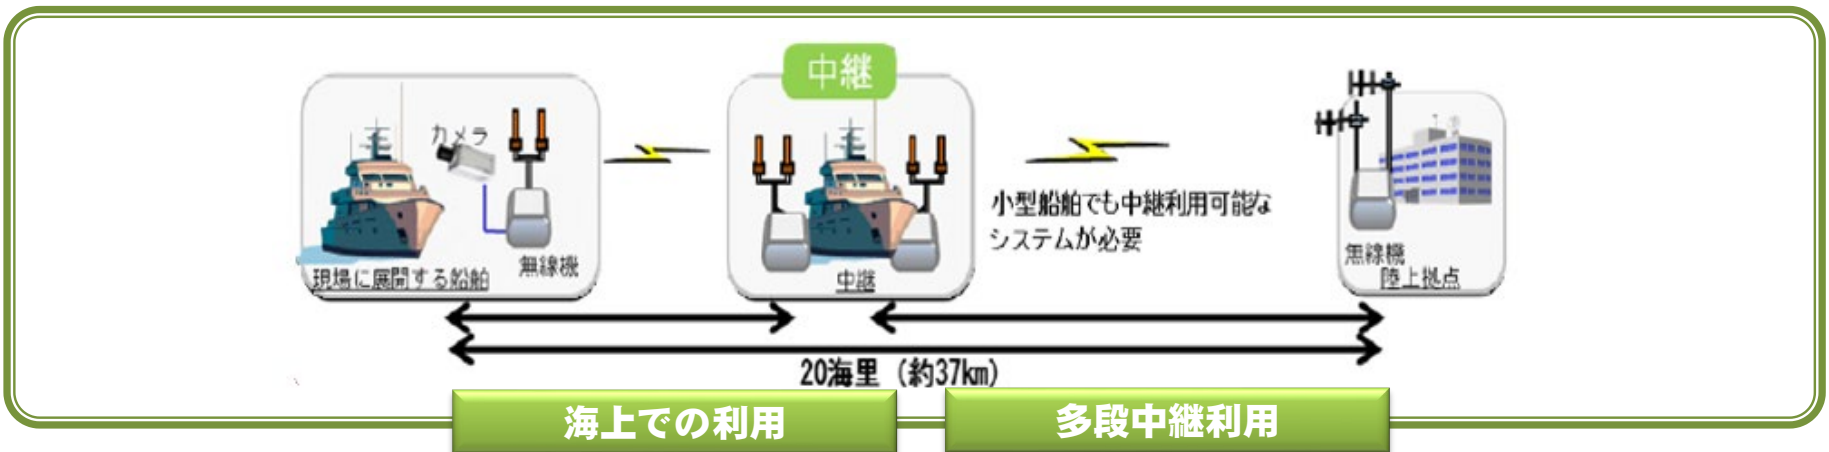 中継
カメラ
無線機
現場に展開する船舶
中継
小型船舶でも中継利用可能な
システムが必要
無線機
陸上拠点
20海里（約37km）
海上での利用
多段中継利用